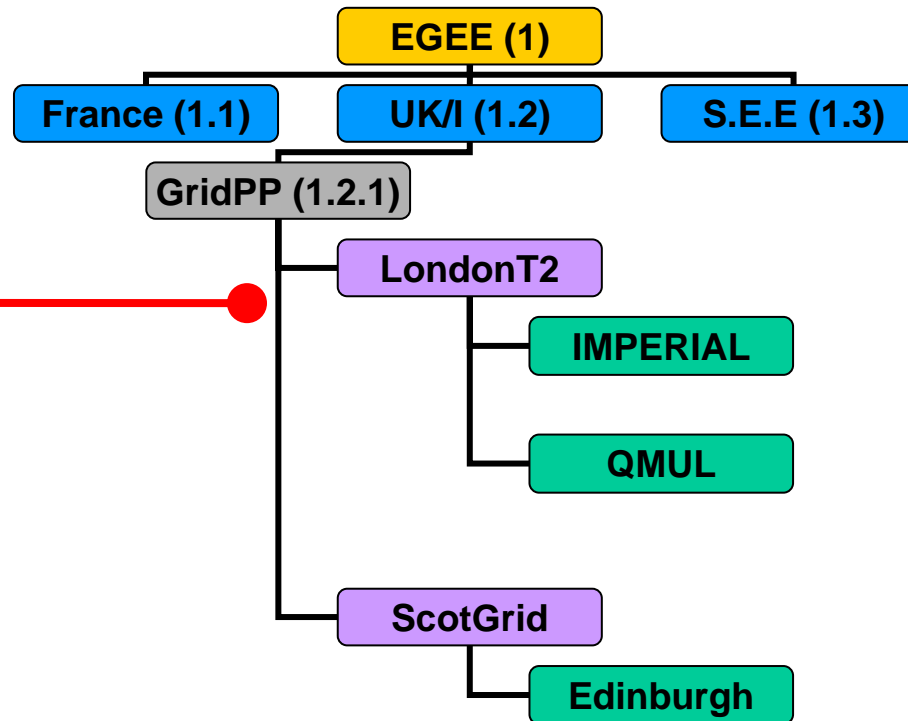 EGEE (1)
France (1.1)
UK/I (1.2)
S.E.E (1.3)
GridPP (1.2.1)
LondonT2
IMPERIAL
QMUL
ScotGrid
Edinburgh